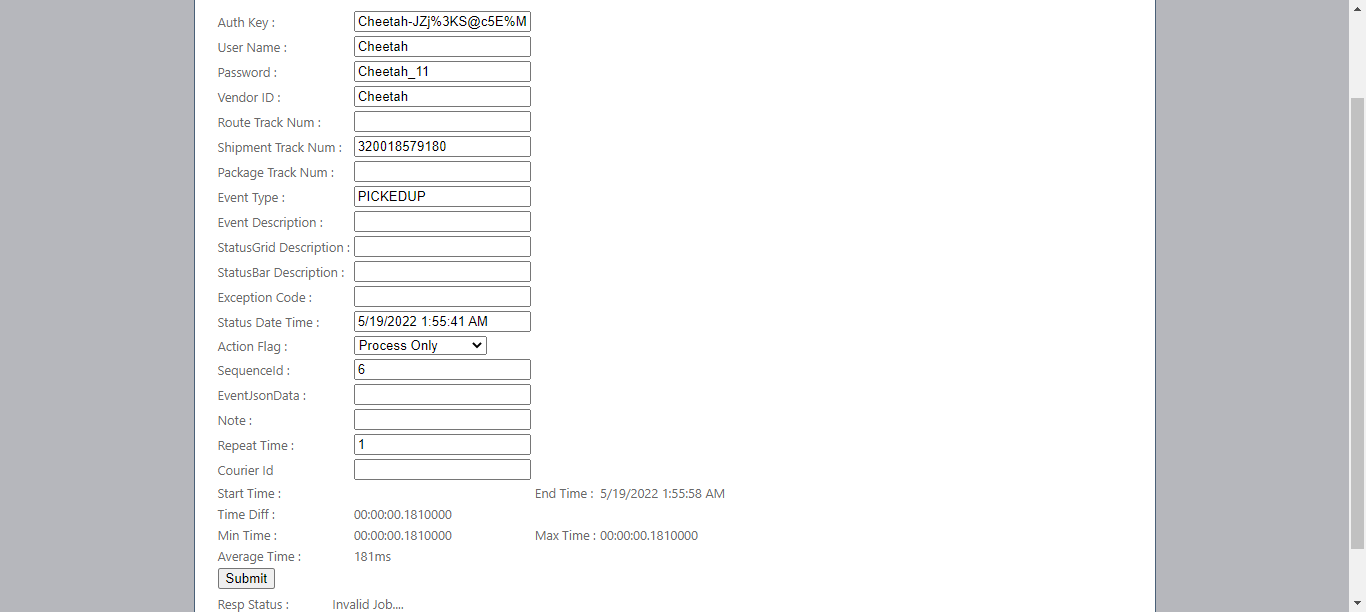 Auth Key : Cheetah-JZj%3KS@c5E%M
User Name : Cheetah
Password : Cheetah_11
Vendor ID : Cheetah
Route Track Num :
Shipment Track Num : 320018579180
Package Track Num :
Event Type : PICKEDUP
Event Description :
StatusGrid Description :
StatusBar Description :
Exception Code :
Status Date Time : 5/19/2022 1:55:41 AM
Action Flag : Process Only
SequenceId : 6
EventJsonData :
Note :
Repeat Time : 1
Courier Id
Start Time : End Time : 5/19/2022 1:55:58 AM
Time Diff : 00:00:00.1810000
Min Time : 00:00:00.1810000 Max Time : 00:00:00.1810000
Average Time : 181ms
Submit
Resp Status : Invalid Job....